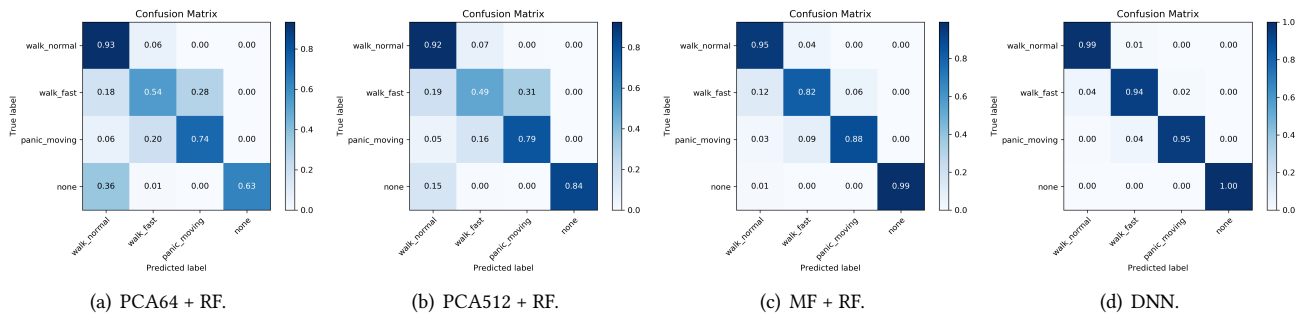 Confusion Matrix
True label
walk_normal 0.93 0.06 0.00 0.00
walk_fast 0.18 0.54 0.28 0.00
panic_moving 0.06 0.20 0.74 0.00
none 0.36 0.01 0.00 0.63
walk_normal walk_fast panic_moving none
Predicted label
0.8
0.6
0.4
0.2
0.0
(a) PCA64 + RF.
Confusion Matrix
True label
walk_normal 0.92 0.07 0.00 0.00
walk_fast 0.19 0.49 0.31 0.00
panic_moving 0.05 0.16 0.79 0.00
none 0.15 0.00 0.00 0.84
walk_normal walk_fast panic_moving none
Predicted label
0.8
0.6
0.4
0.2
0.0
(b) PCA512 + RF.
Confusion Matrix
True label
walk_normal 0.95 0.04 0.00 0.00
walk_fast 0.12 0.82 0.06 0.00
panic_moving 0.03 0.09 0.88 0.00
none 0.01 0.00 0.00 0.99
walk_normal walk_fast panic_moving none
Predicted label
0.8
0.6
0.4
0.2
0.0
(c) MF + RF.
Confusion Matrix
True label
walk_normal 0.99 0.01 0.00 0.00
walk_fast 0.04 0.94 0.02 0.00
panic_moving 0.00 0.04 0.95 0.00
none 0.00 0.00 0.00 1.00
walk_normal walk_fast panic_moving none
Predicted label
1.0
0.8
0.6
0.4
0.2
0.0
(d) DNN.